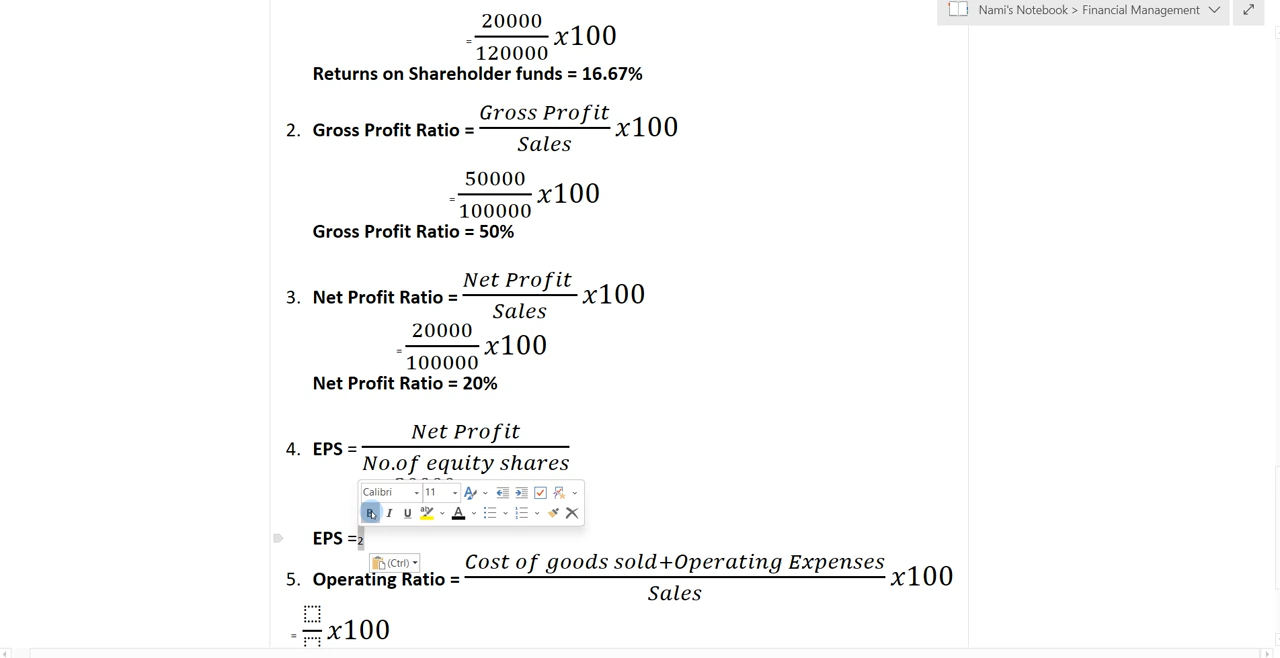 Nami's Notebook > Financial Management
20000
= x100
120000
Returns on Shareholder funds = 16.67%
Gross Profit
2. Gross Profit Ratio = x100
Sales
50000
= x100
100000
Gross Profit Ratio = 50%
Net Profit
3. Net Profit Ratio = x100
Sales
20000
= x100
100000
Net Profit Ratio = 20%
Net Profit
4. EPS =
No.of equity shares
Calibri 11
B I U aby A
EPS =2
(Ctrl)
Cost of goods sold+Operating Expenses
5. Operating Ratio = x100
Sales
= x100